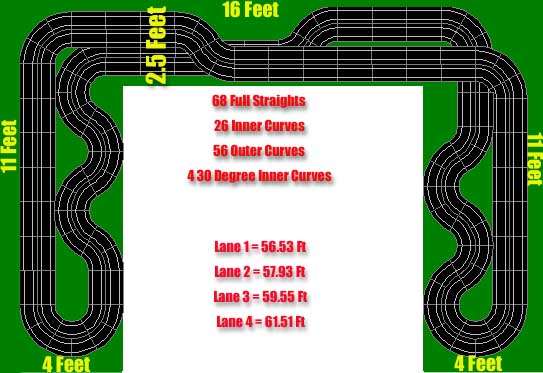 16 Feet
2.5 Feet
11 Feet
11 Feet
68 Full Straights
26 Inner Curves
56 Outer Curves
4 30 Degree Inner Curves
Lane 1 = 56.53 Ft
Lane 2 = 57.93 Ft
Lane 3 = 59.55 Ft
Lane 4 = 61.51 Ft
4 Feet
4 Feet